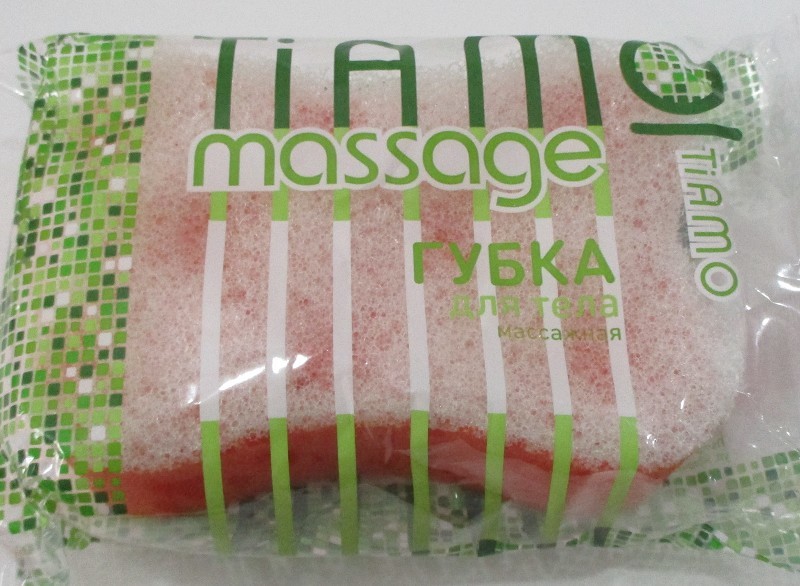 TiAMO
massage
ГУБКА
для тела
массажная
TiAMO